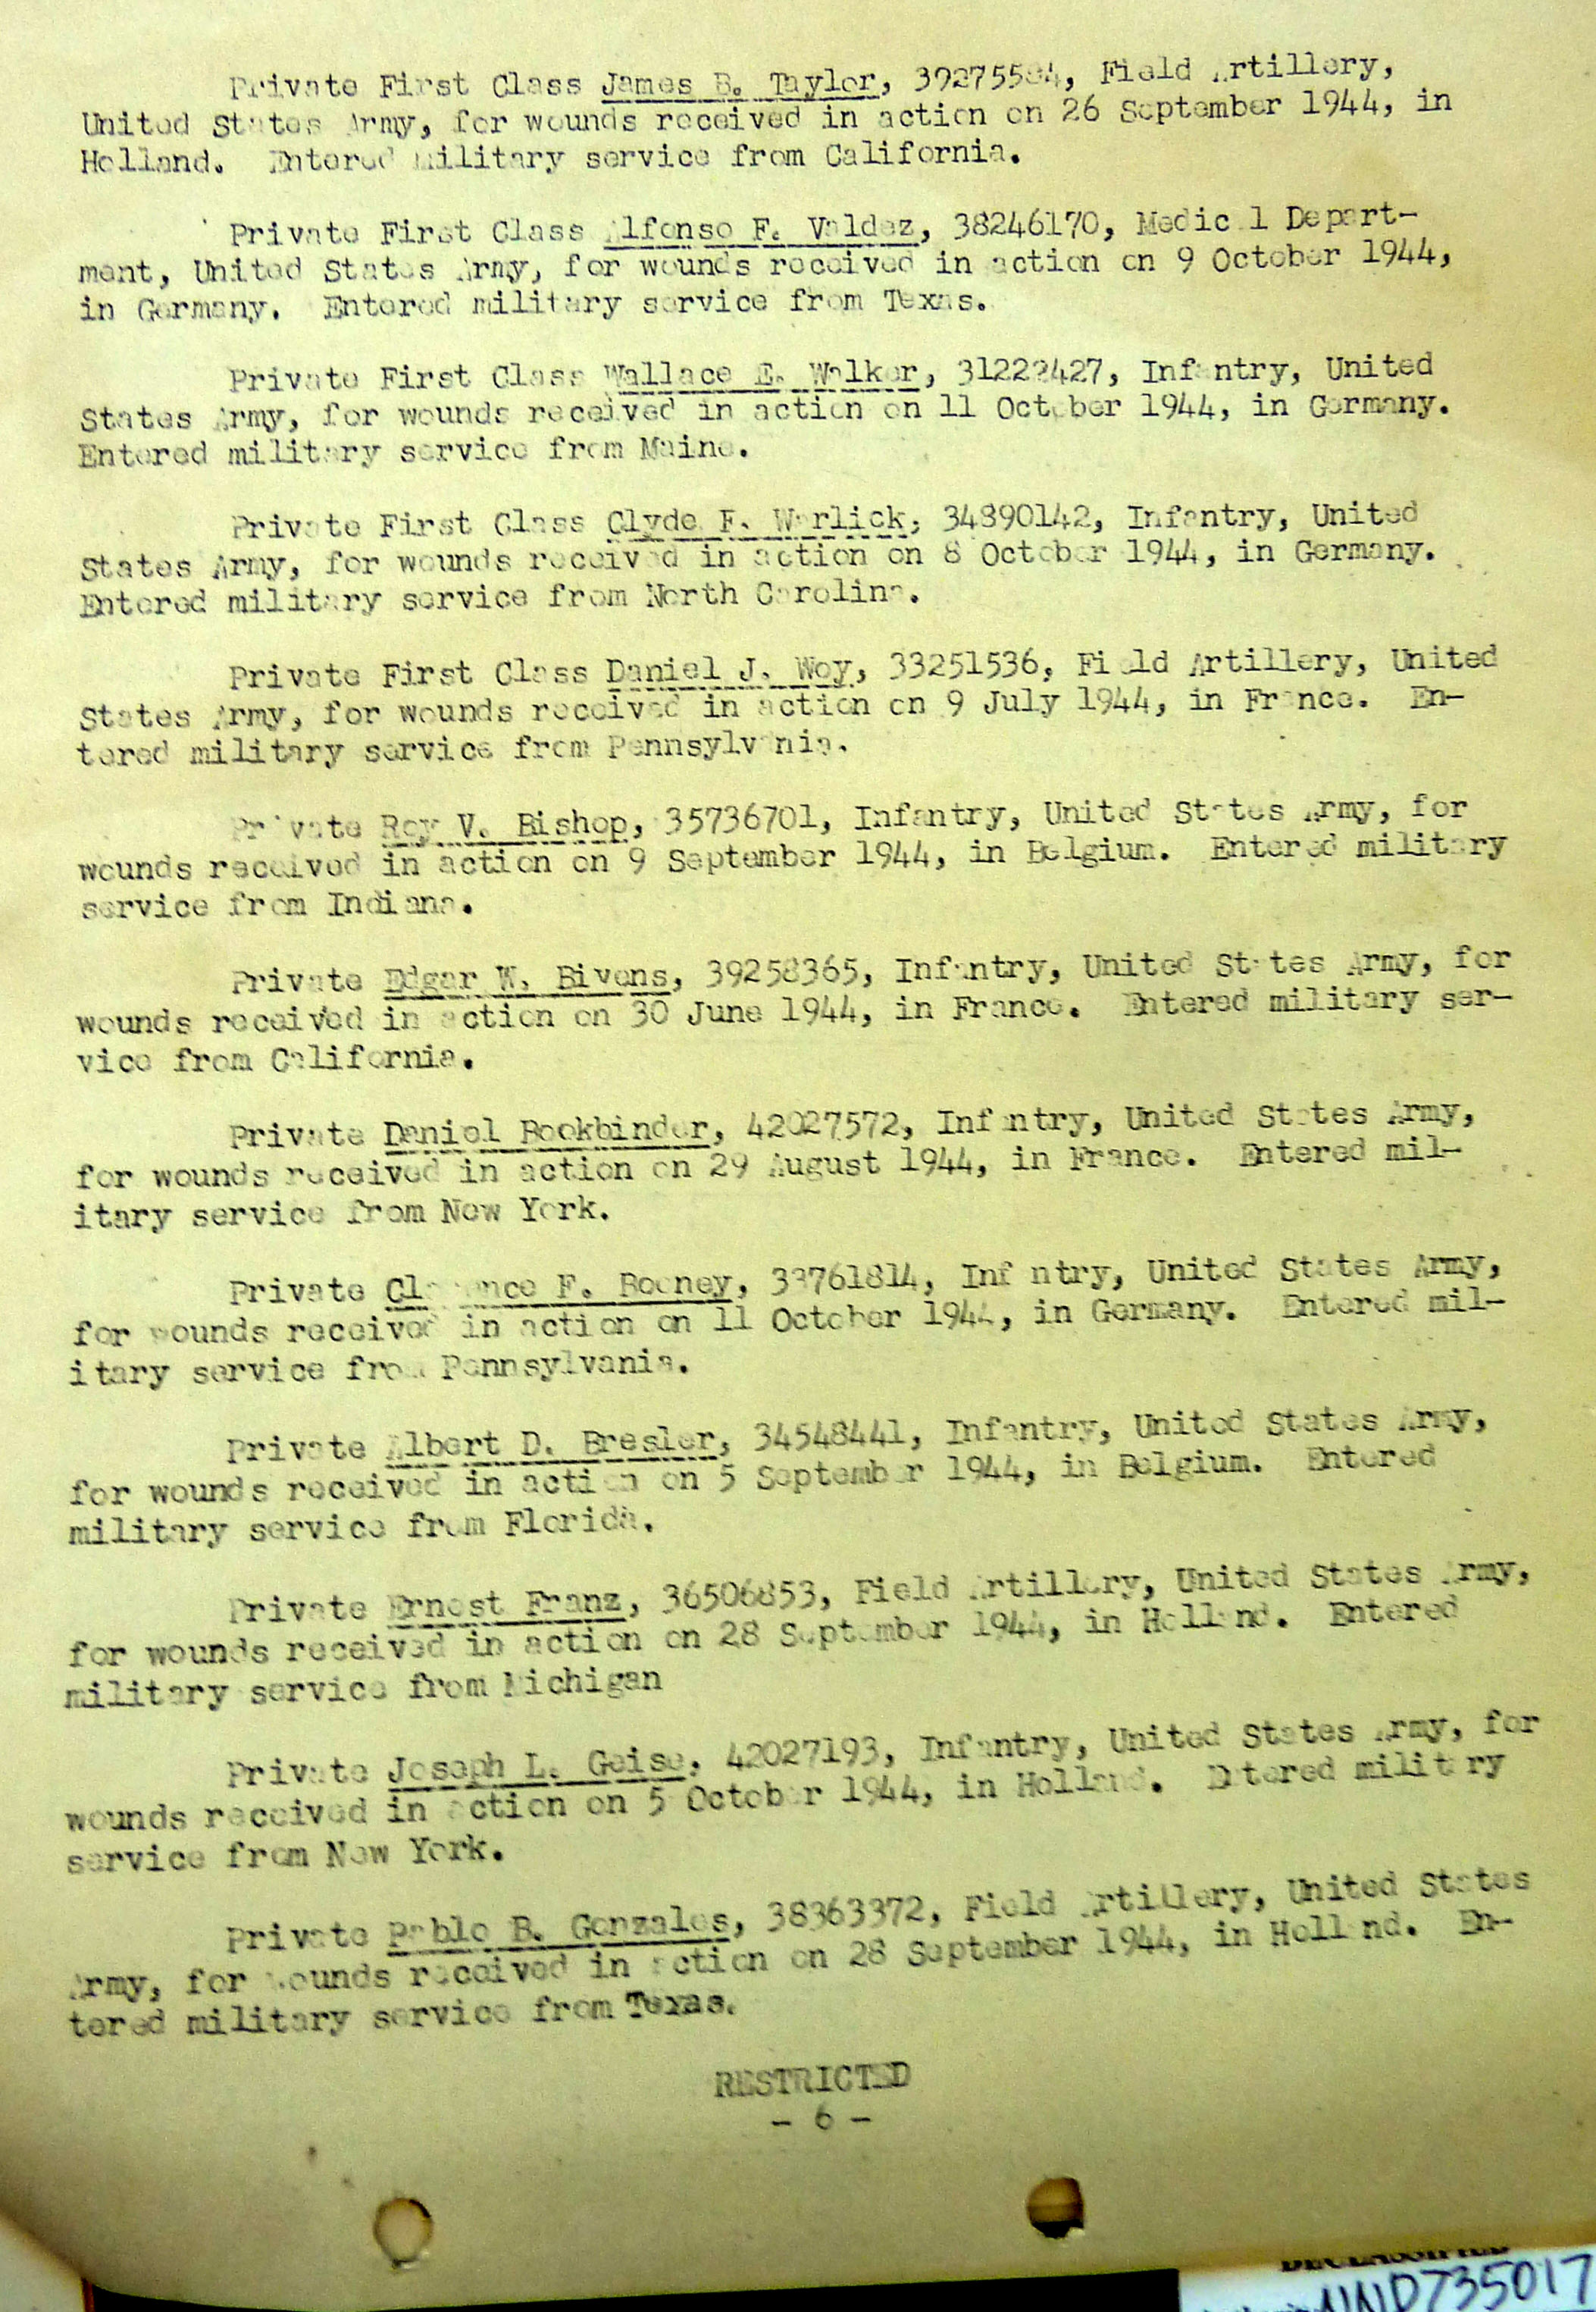 Private First Class James B. Taylor, Field Artillery,
United States Army, for wounds received in action on 26 September 1944, in
Holland. Entered military service from California.
Private First Class Alfonso F. Valdez, 38246170, Medical Depart-
ment, United States Army, for wounds received in action on 9 October 1944,
in Germany. Entered military service from Texas.
Private First Class Wallace E. Walker, 31222427, Infantry, United
States Army, for wounds received in action on 11 October 1944, in Germany.
Entered military service from Maine.
Private First Class Clyde F. Warlick, 34890142, Infantry, United
States Army, for wounds received in action on 8 October 1944, in Germany.
Entered military service from North Carolina.
Private First Class Daniel J. Woy, 33251536, Field Artillery, United
States Army, for wounds received in action on 9 July 1944, in France. En-
tered military service from Pennsylvania.
Private Roy V. Bishop, 35736701, Infantry, United States Army, for
wounds received in action on 9 September 1944, in Belgium. Entered military
service from Indiana.
Private Edgar W. Bivens, 39258365, Infantry, United States Army, for
wounds received in action on 30 June 1944, in France. Entered military ser-
vice from California.
Private Daniel Bookbinder, 42027572, Infantry, United States Army,
for wounds received in action on 29 August 1944, in France. Entered mil-
itary service from New York.
Private Clarence F. Booney, 33761814, Infantry, United States Army,
for wounds received in action on 11 October 1944, in Germany. Entered mil-
itary service from Pennsylvania.
Private Albert D. Bresler, 34548441, Infantry, United States Army,
for wounds received in action on 5 September 1944, in Belgium. Entered
military service from Florida.
Private Ernest Franz, 36506853, Field Artillery, United States Army,
for wounds received in action on 28 September 1944, in Holland. Entered
military service from Michigan
Private Joseph L. Geise, 42027193, Infantry, United States Army, for
wounds received in action on 5 October 1944, in Holland. Entered military
service from New York.
Private Pablo B. Gonzales, 38363372, Field Artillery, United States
Army, for wounds received in action on 28 September 1944, in Holland. En-
tered military service from Texas.
RESTRICTED
- 6 -
DECLASSIFIED
NND735017